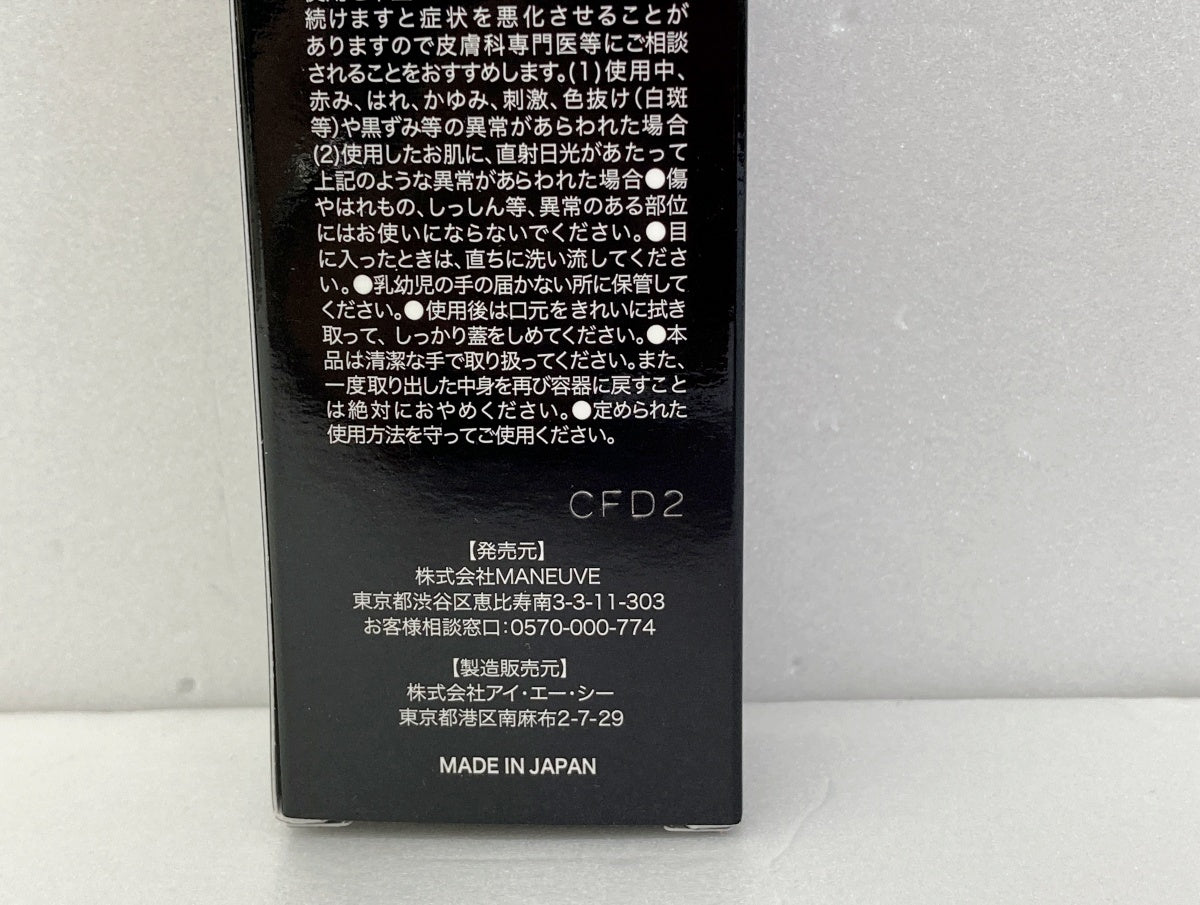 続けますと症状を悪化させることが
ありますので皮膚科専門医等にご相談
されることをおすすめします。(1)使用中、
赤み、はれ、かゆみ、刺激、色抜け(白斑
等)や黒ずみ等の異常があらわれた場合
(2)使用したお肌に、直射日光があたって
上記のような異常があらわれた場合●傷
やはれもの、しっしん等、異常のある部位
にはお使いにならないでください。●目
に入ったときは、直ちに洗い流してくださ
い。●乳幼児の手の届かない所に保管して
ください。●使用後は口元をきれいに拭き
取って、しっかり蓋をしめてください。●本
品は清潔な手で取り扱ってください。また、
一度取り出した中身を再び容器に戻すこと
は絶対におやめください。●定められた
使用方法を守ってご使用ください。
CFD2
【発売元】
株式会社MANEUVE
東京都渋谷区恵比寿南3-3-11-303
お客様相談窓口:0570-000-774
【製造販売元】
株式会社アイ・エー・シー
東京都港区南麻布2-7-29
MADE IN JAPAN